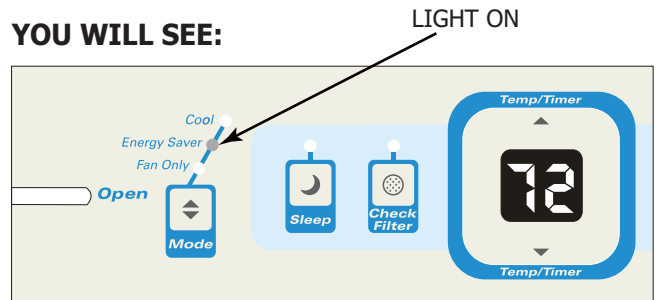 YOU WILL SEE:
LIGHT ON
Temp/Timer
Cool
Energy Saver
Fan Only
Open
Mode
Sleep
Check
Filter
72
Temp/Timer